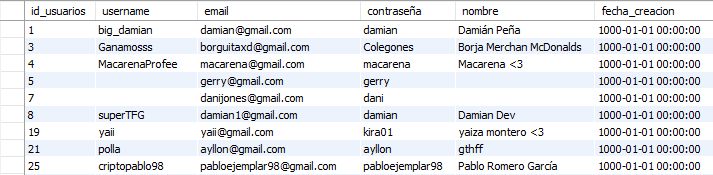 id_usuarios username email contraseña nombre fecha_creacion
1 big_damian damian@gmail.com damian Damián Peña 1000-01-01 00:00:00
3 Ganamosss borguitaxd@gmail.com Colegones Borja Merchan McDonalds 1000-01-01 00:00:00
4 MacarenaProfee macarena@gmail.com macarena Macarena <3 1000-01-01 00:00:00
5 gerry@gmail.com gerry 1000-01-01 00:00:00
7 danijones@gmail.com dani 1000-01-01 00:00:00
8 superTFG damian1@gmail.com damian Damian Dev 1000-01-01 00:00:00
19 yaii yaii@gmail.com kira01 yaiza montero <3 1000-01-01 00:00:00
21 polla ayllon@gmail.com ayllon gthff 1000-01-01 00:00:00
25 criptopablo98 pabloejemplar98@gmail.com pabloejemplar98 Pablo Romero García 1000-01-01 00:00:00